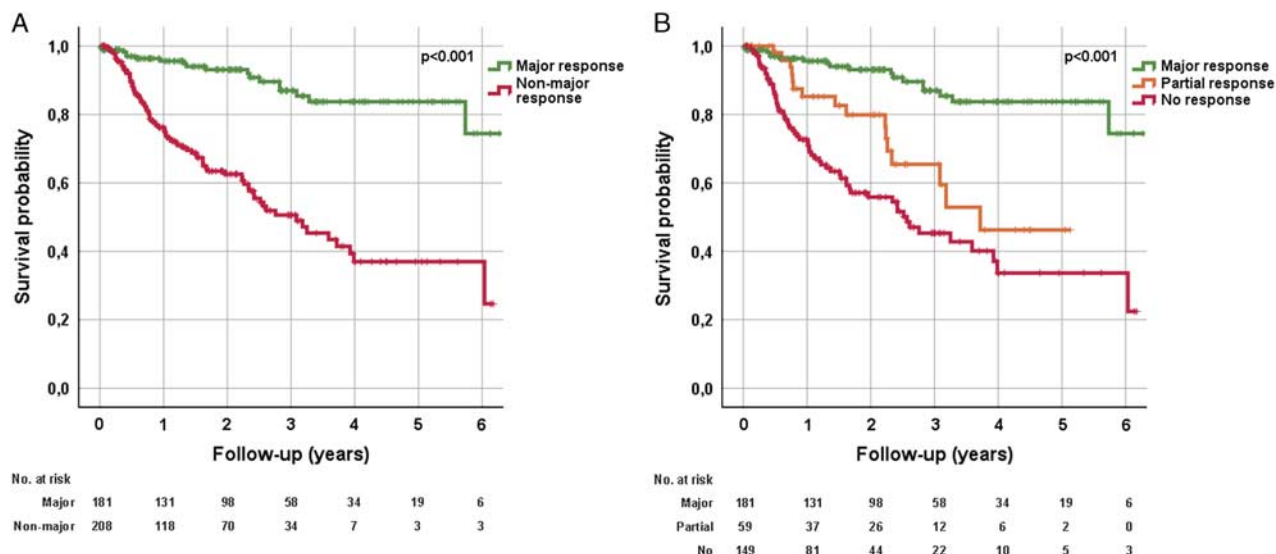 A
p<0.001
Major response
Non-major
response
1,0
0,8
0,6
0,4
0,2
0,0
Survival probability
0 1 2 3 4 5 6
Follow-up (years)
No. at risk
Major 181 131 98 58 34 19 6
Non-major 208 118 70 34 7 3 3
B
p<0.001
Major response
Partial response
No response
1,0
0,8
0,6
0,4
0,2
0,0
Survival probability
0 1 2 3 4 5 6
Follow-up (years)
No. at risk
Major 181 131 98 58 34 19 6
Partial 59 37 26 12 6 2 0
No 149 81 44 22 10 5 3